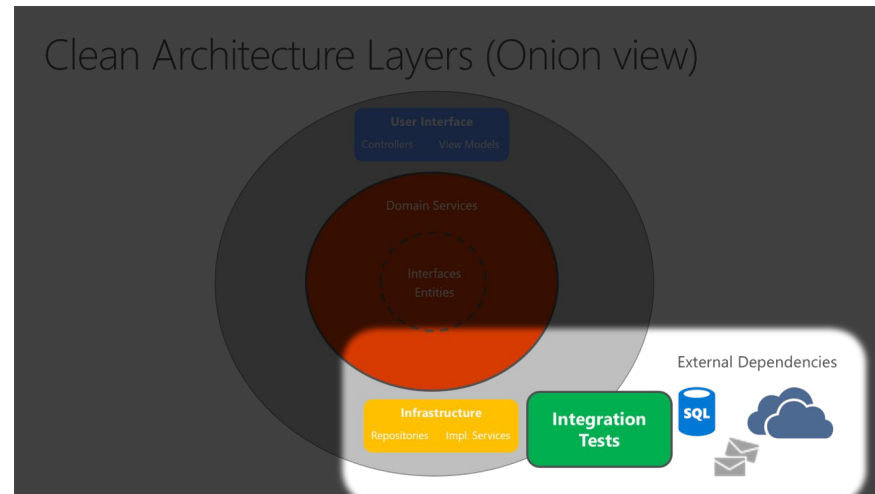 Clean Architecture Layers (Onion view)
User Interface
Controllers View Models
Domain Services
Interfaces
Entities
External Dependencies
Infrastructure
Repositories Impl. Services
Integration
Tests
SQL